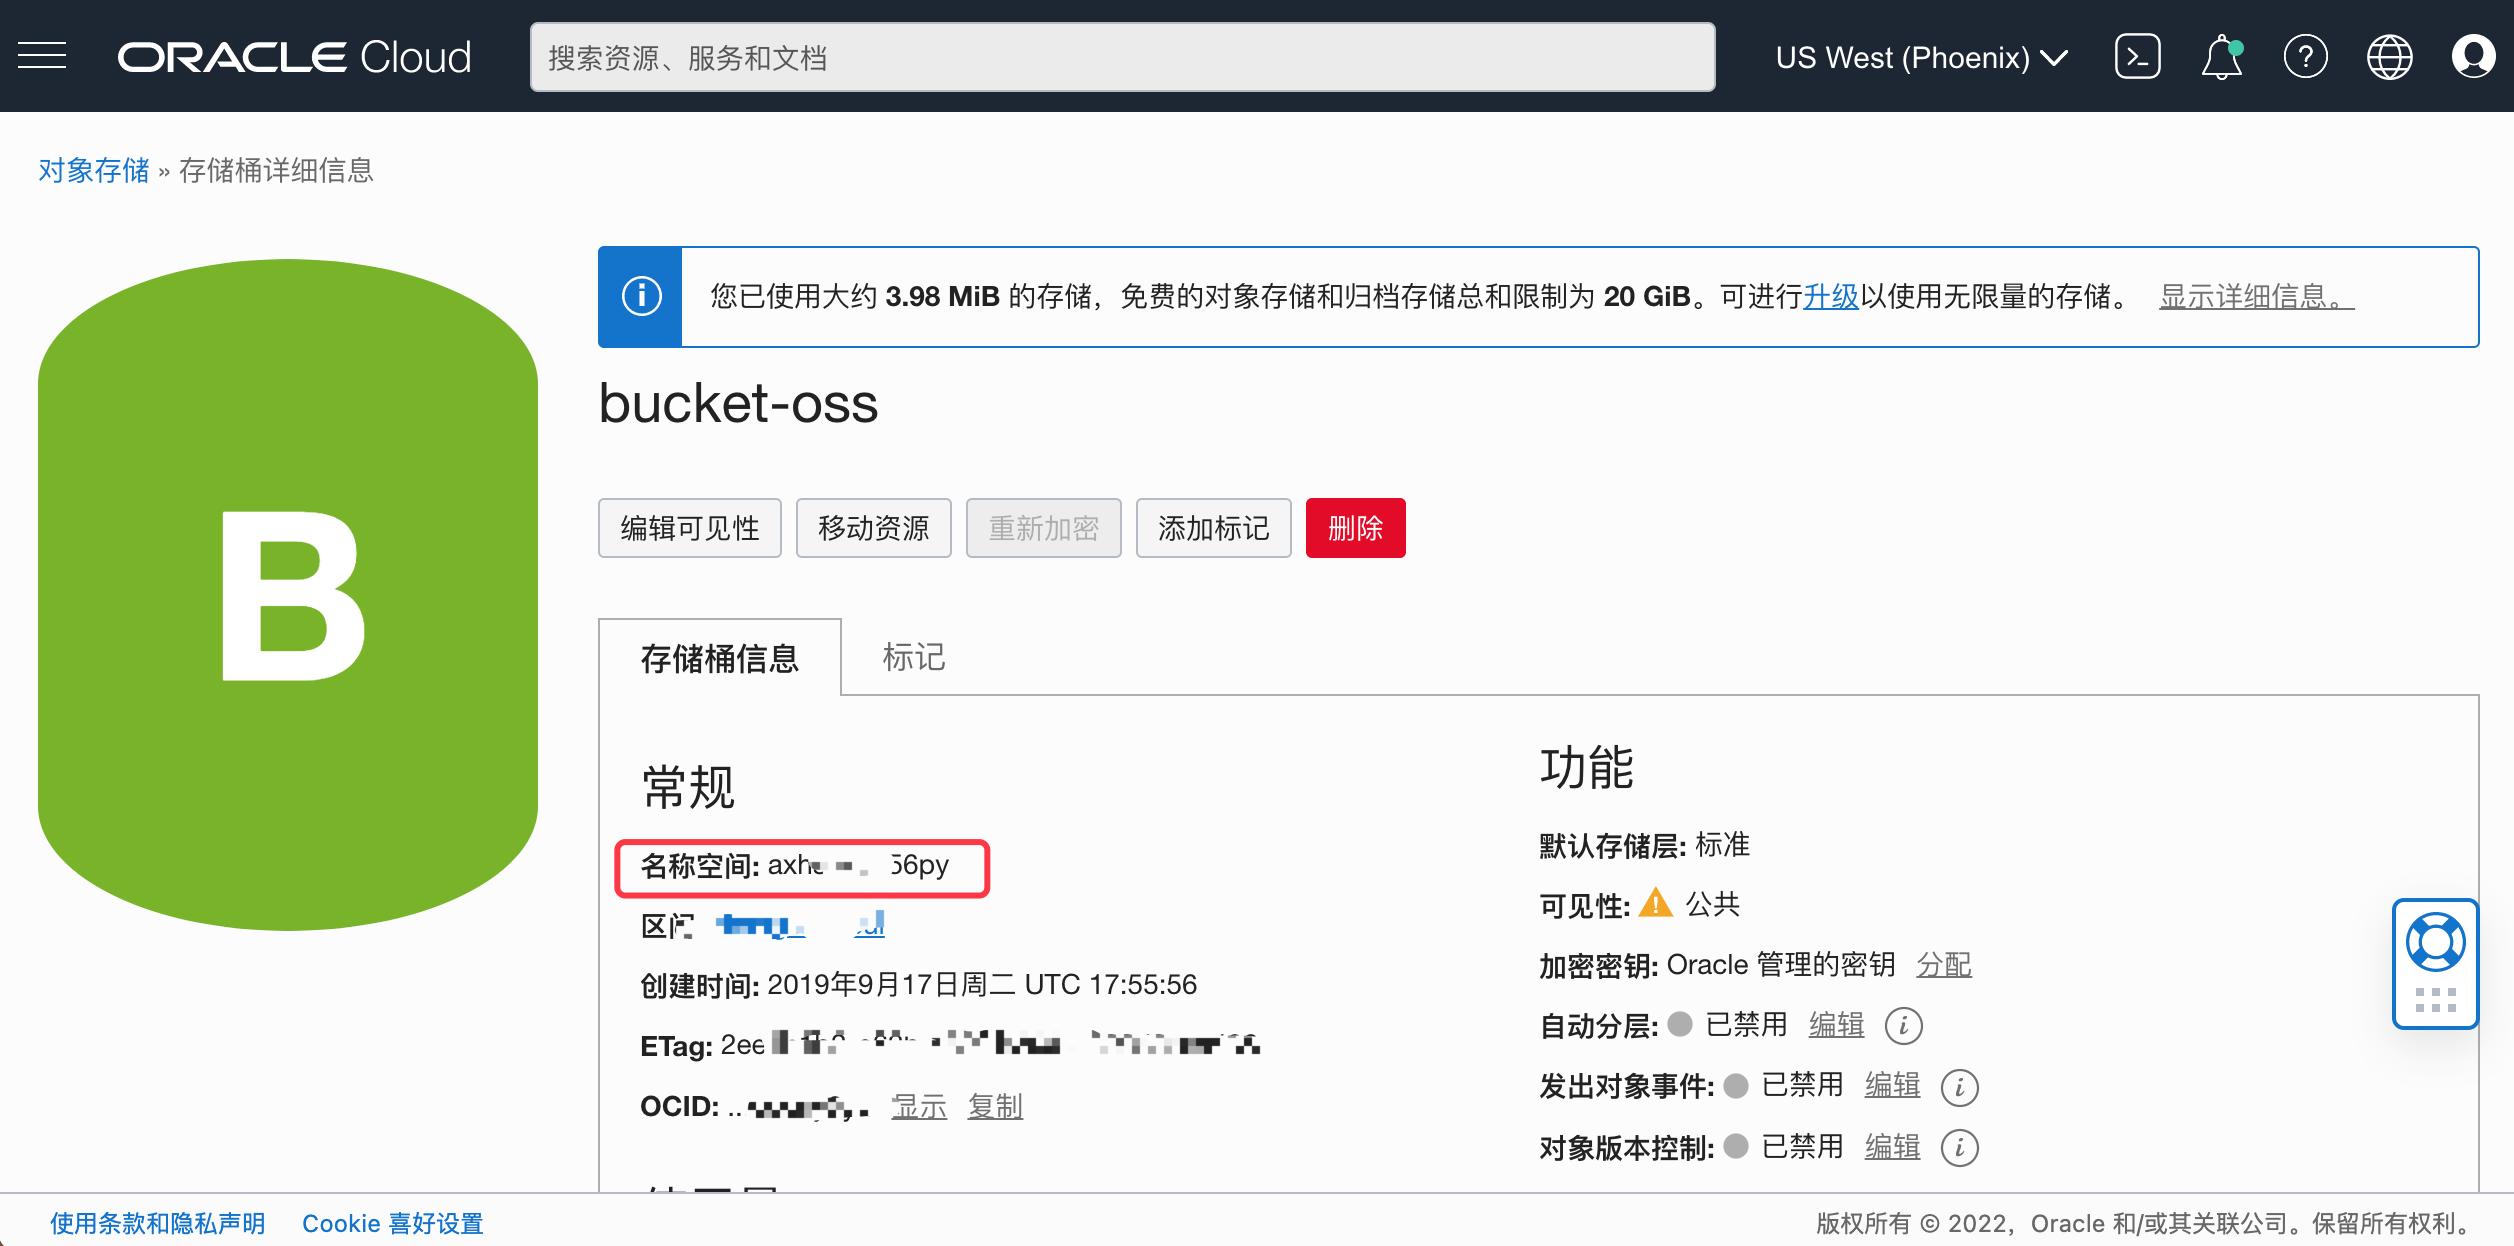 ORACLE Cloud
搜索资源、服务和文档
US West (Phoenix)
对象存储 » 存储桶详细信息
您已使用大约 3.98 MiB 的存储，免费的对象存储和归档存储总和限制为 20 GiB。可进行升级以使用无限量的存储。 显示详细信息。
B
bucket-oss
编辑可见性 移动资源 重新加密 添加标记 删除
存储桶信息 标记
常规
名称空间: axh 56py
区间
创建时间: 2019年9月17日周二 UTC 17:55:56
ETag: 2ee
OCID: .. 显示 复制
功能
默认存储层: 标准
可见性: 公共
加密密钥: Oracle 管理的密钥 分配
自动分层: 已禁用 编辑
发出对象事件: 已禁用 编辑
对象版本控制: 已禁用 编辑
使用条款和隐私声明 Cookie 喜好设置
版权所有 © 2022，Oracle 和/或其关联公司。保留所有权利。